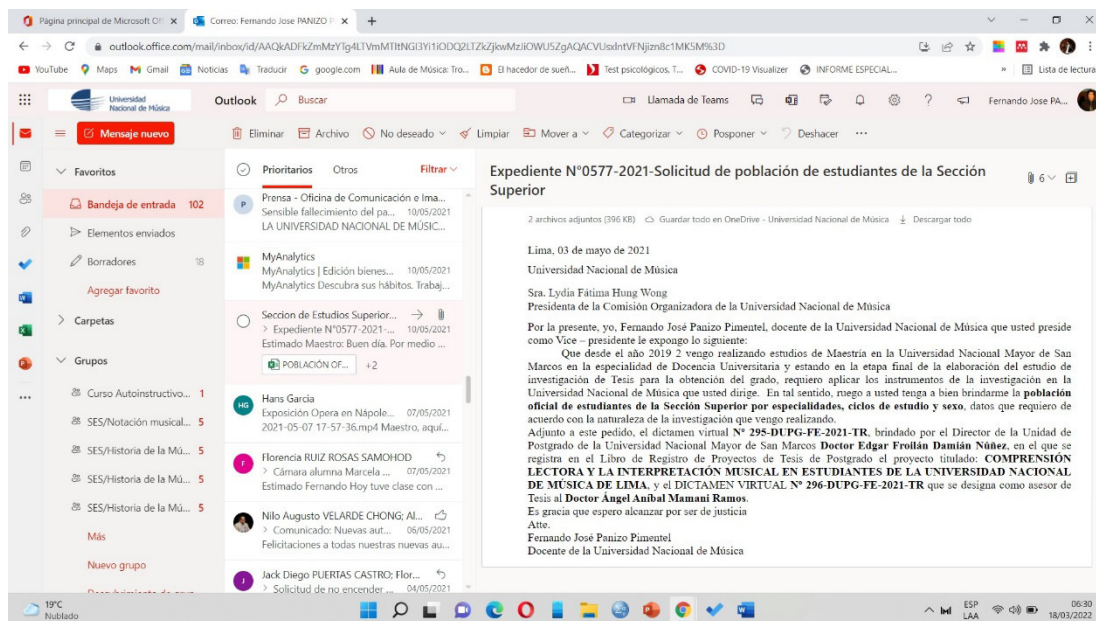 Página principal de Microsoft Of
Correo: Fernando Jose PANIZO
outlook.office.com/mail/inbox/id/
YouTube
Maps
Gmail
Noticias
Traducir
google.com
Aula de Música: Tro...
El hacedor de sueñ...
Test psicológicos, T...
COVID-19 Visualizer
INFORME ESPECIAL...
»
Lista de lectura
Universidad
Nacional de Música
Outlook
Buscar
Llamada de Teams
Fernando Jose PA...
Mensaje nuevo
Eliminar
Archivo
No deseado
Limpiar
Mover a
Categorizar
Posponer
Deshacer
...
Favoritos
Bandeja de entrada 102
Elementos enviados
Borradores 18
Agregar favorito
Carpetas
Grupos
Curso Autoinstructivo... 1
SES/Notación musical... 5
SES/Historia de la Mú... 5
SES/Historia de la Mú... 5
SES/Historia de la Mú... 5
Más
Nuevo grupo
Prioritarios
Otros
Filtrar
P
Prensa - Oficina de Comunicación e Ima...
Sensible fallecimiento del pa... 10/05/2021
LA UNIVERSIDAD NACIONAL DE MÚSIC...
MyAnalytics
MyAnalytics | Edición bienes... 10/05/2021
MyAnalytics Descubra sus hábitos. Trabaj...
Seccion de Estudios Superior...
> Expediente N°0577-2021-... 10/05/2021
Estimado Maestro: Buen día. Por medio ...
POBLACIÓN OF...
+2
HG
Hans Garcia
Exposición Opera en Nápole... 07/05/2021
2021-05-07 17-57-36.mp4 Maestro, aquí...
F
Florencia RUIZ ROSAS SAMOHOD
> Cámara alumna Marcela ... 07/05/2021
Estimado Fernando Hoy tuve clase con ...
Nilo Augusto VELARDE CHONG; Al...
> Comunicado: Nuevas aut... 06/05/2021
Felicitaciones a todas nuestras nuevas au...
J
Jack Diego PUERTAS CASTRO; Flor...
> Solicitud de no encender ... 04/05/2021
Expediente N°0577-2021-Solicitud de población de estudiantes de la Sección
Superior
6
2 archivos adjuntos (396 KB)
Guardar todo en OneDrive - Universidad Nacional de Música
Descargar todo
Lima, 03 de mayo de 2021
Universidad Nacional de Música
Sra. Lydia Fátima Hung Wong
Presidenta de la Comisión Organizadora de la Universidad Nacional de Música
Por la presente, yo, Fernando José Panizo Pimentel, docente de la Universidad Nacional de Música que usted preside
como Vice – presidente le expongo lo siguiente:
Que desde el año 2019 2 vengo realizando estudios de Maestría en la Universidad Nacional Mayor de San
Marcos en la especialidad de Docencia Universitaria y estando en la etapa final de la elaboración del estudio de
investigación de Tesis para la obtención del grado, requiero aplicar los instrumentos de la investigación en la
Universidad Nacional de Música que usted dirige. En tal sentido, ruego a usted tenga a bien brindarme la población
oficial de estudiantes de la Sección Superior por especialidades, ciclos de estudio y sexo, datos que requiero de
acuerdo con la naturaleza de la investigación que vengo realizando.
Adjunto a este pedido, el dictamen virtual Nº 295-DUPG-FE-2021-TR, brindado por el Director de la Unidad de
Postgrado de la Universidad Nacional Mayor de San Marcos Doctor Edgar Froilán Damián Núñez, en el que se
registra en el Libro de Registro de Proyectos de Tesis de Postgrado el proyecto titulado: COMPRENSIÓN
LECTORA Y LA INTERPRETACIÓN MUSICAL EN ESTUDIANTES DE LA UNIVERSIDAD NACIONAL
DE MÚSICA DE LIMA, y el DICTAMEN VIRTUAL Nº 296-DUPG-FE-2021-TR que se designa como asesor de
Tesis al Doctor Ángel Aníbal Mamani Ramos.
Es gracia que espero alcanzar por ser de justicia
Atte.
Fernando José Panizo Pimentel
Docente de la Universidad Nacional de Música
19°C
Nublado
ESP
LAA
06:30
18/03/2022